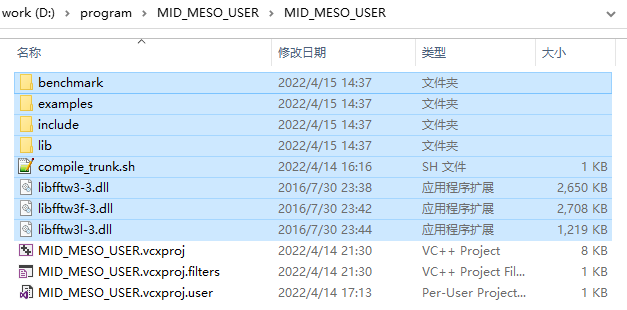 work (D:) > program > MID_MESO_USER > MID_MESO_USER
名称 修改日期 类型 大小
benchmark 2022/4/15 14:37 文件夹
examples 2022/4/15 14:37 文件夹
include 2022/4/15 14:37 文件夹
lib 2022/4/15 14:37 文件夹
compile_trunk.sh 2022/4/14 16:16 SH 文件 1 KB
libfftw3-3.dll 2016/7/30 23:38 应用程序扩展 2,650 KB
libfftw3f-3.dll 2016/7/30 23:42 应用程序扩展 2,708 KB
libfftw3l-3.dll 2016/7/30 23:44 应用程序扩展 1,219 KB
MID_MESO_USER.vcxproj 2022/4/14 21:30 VC++ Project 8 KB
MID_MESO_USER.vcxproj.filters 2022/4/14 21:30 VC++ Project Fil... 1 KB
MID_MESO_USER.vcxproj.user 2022/4/14 17:13 Per-User Project... 1 KB